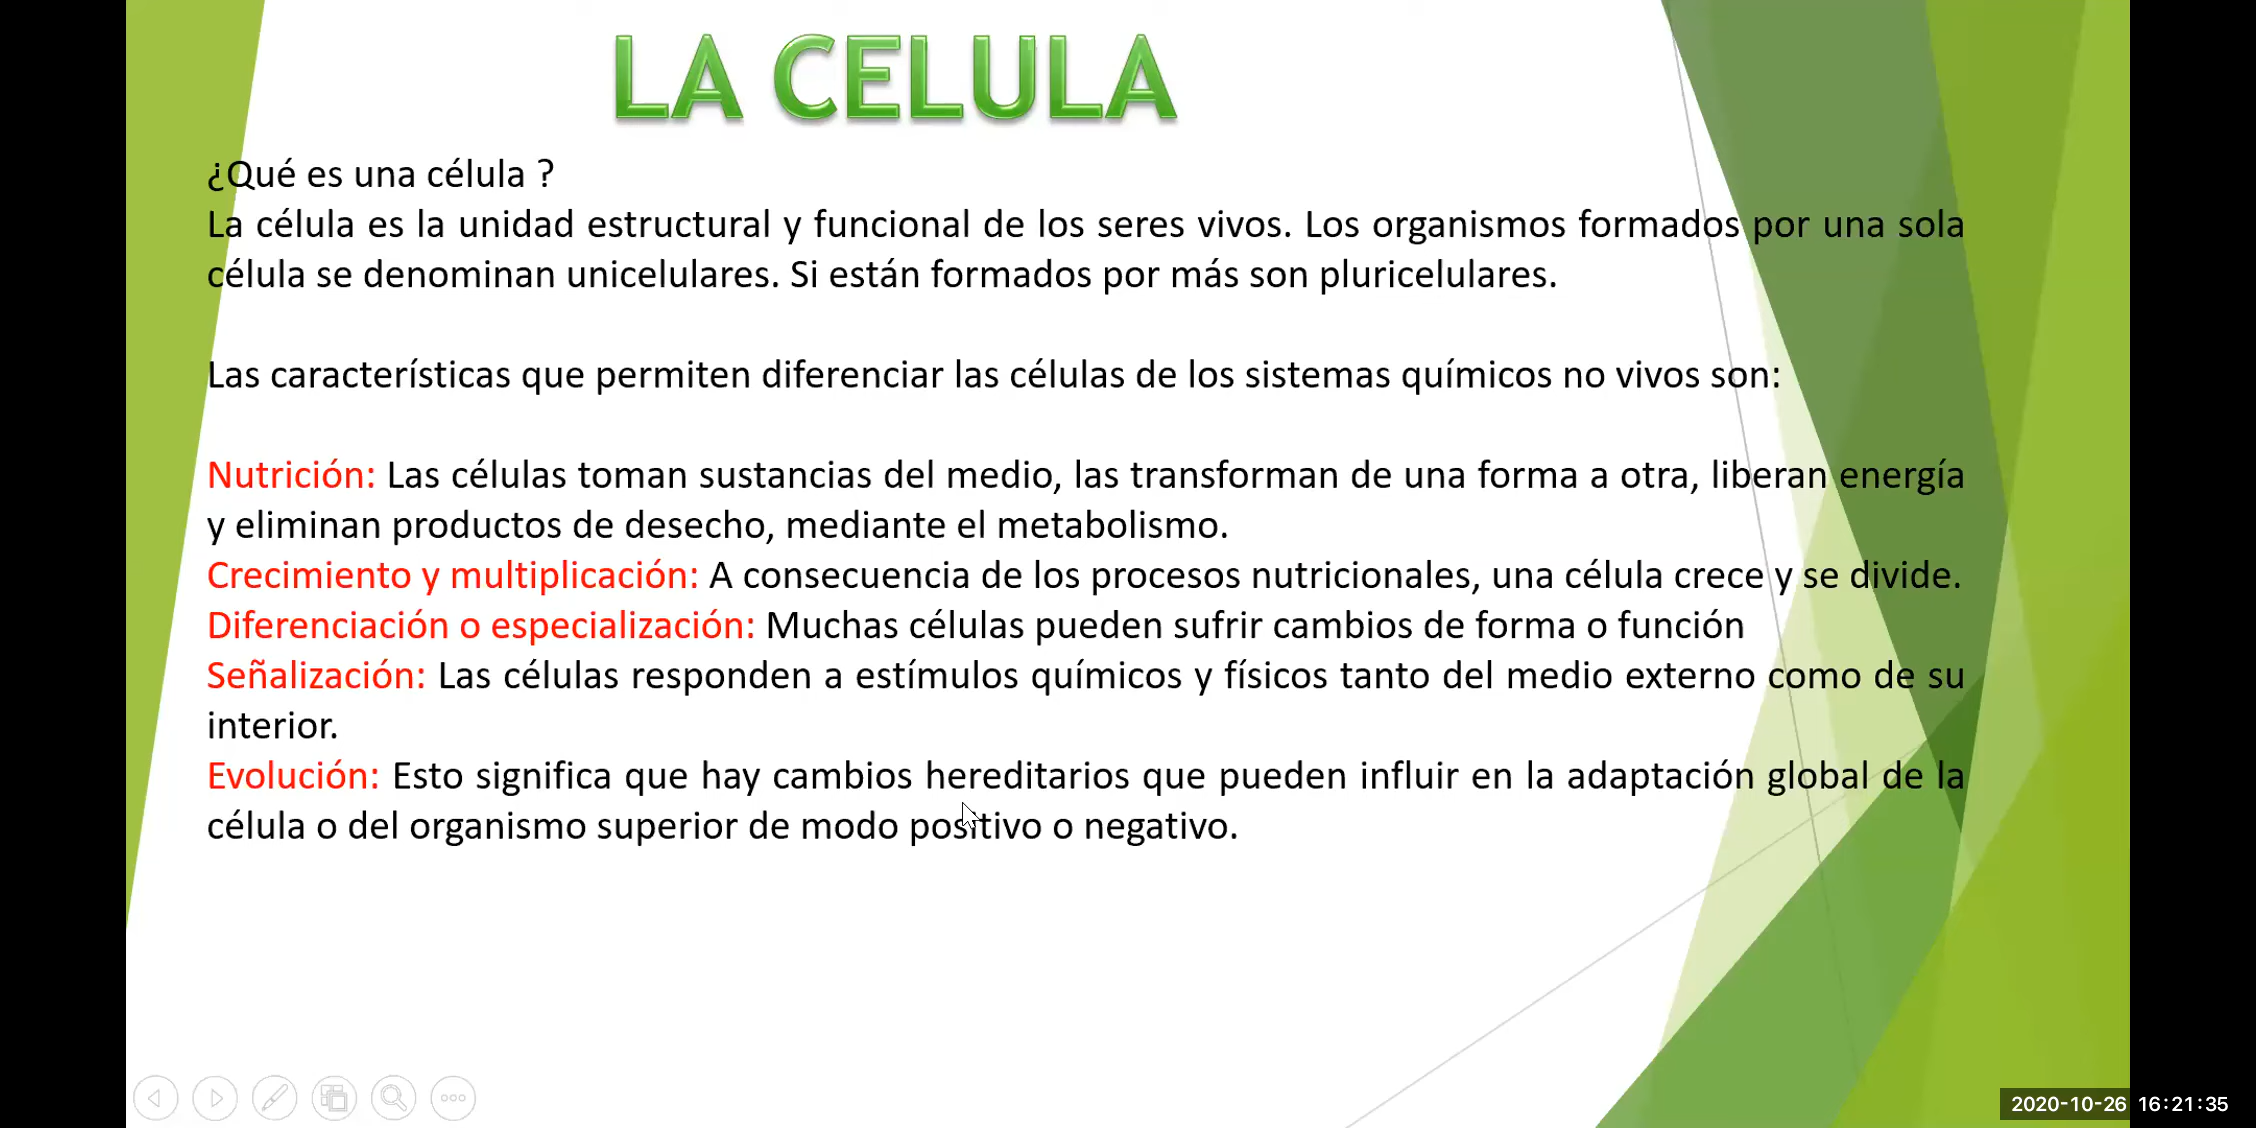 LA CELULA
¿Qué es una célula ?
La célula es la unidad estructural y funcional de los seres vivos. Los organismos formados por una sola
célula se denominan unicelulares. Si están formados por más son pluricelulares.
Las características que permiten diferenciar las células de los sistemas químicos no vivos son:
Nutrición: Las células toman sustancias del medio, las transforman de una forma a otra, liberan energía
y eliminan productos de desecho, mediante el metabolismo.
Crecimiento y multiplicación: A consecuencia de los procesos nutricionales, una célula crece y se divide.
Diferenciación o especialización: Muchas células pueden sufrir cambios de forma o función
Señalización: Las células responden a estímulos químicos y físicos tanto del medio externo como de su
interior.
Evolución: Esto significa que hay cambios hereditarios que pueden influir en la adaptación global de la
célula o del organismo superior de modo positivo o negativo.
2020-10-26 16:21:35